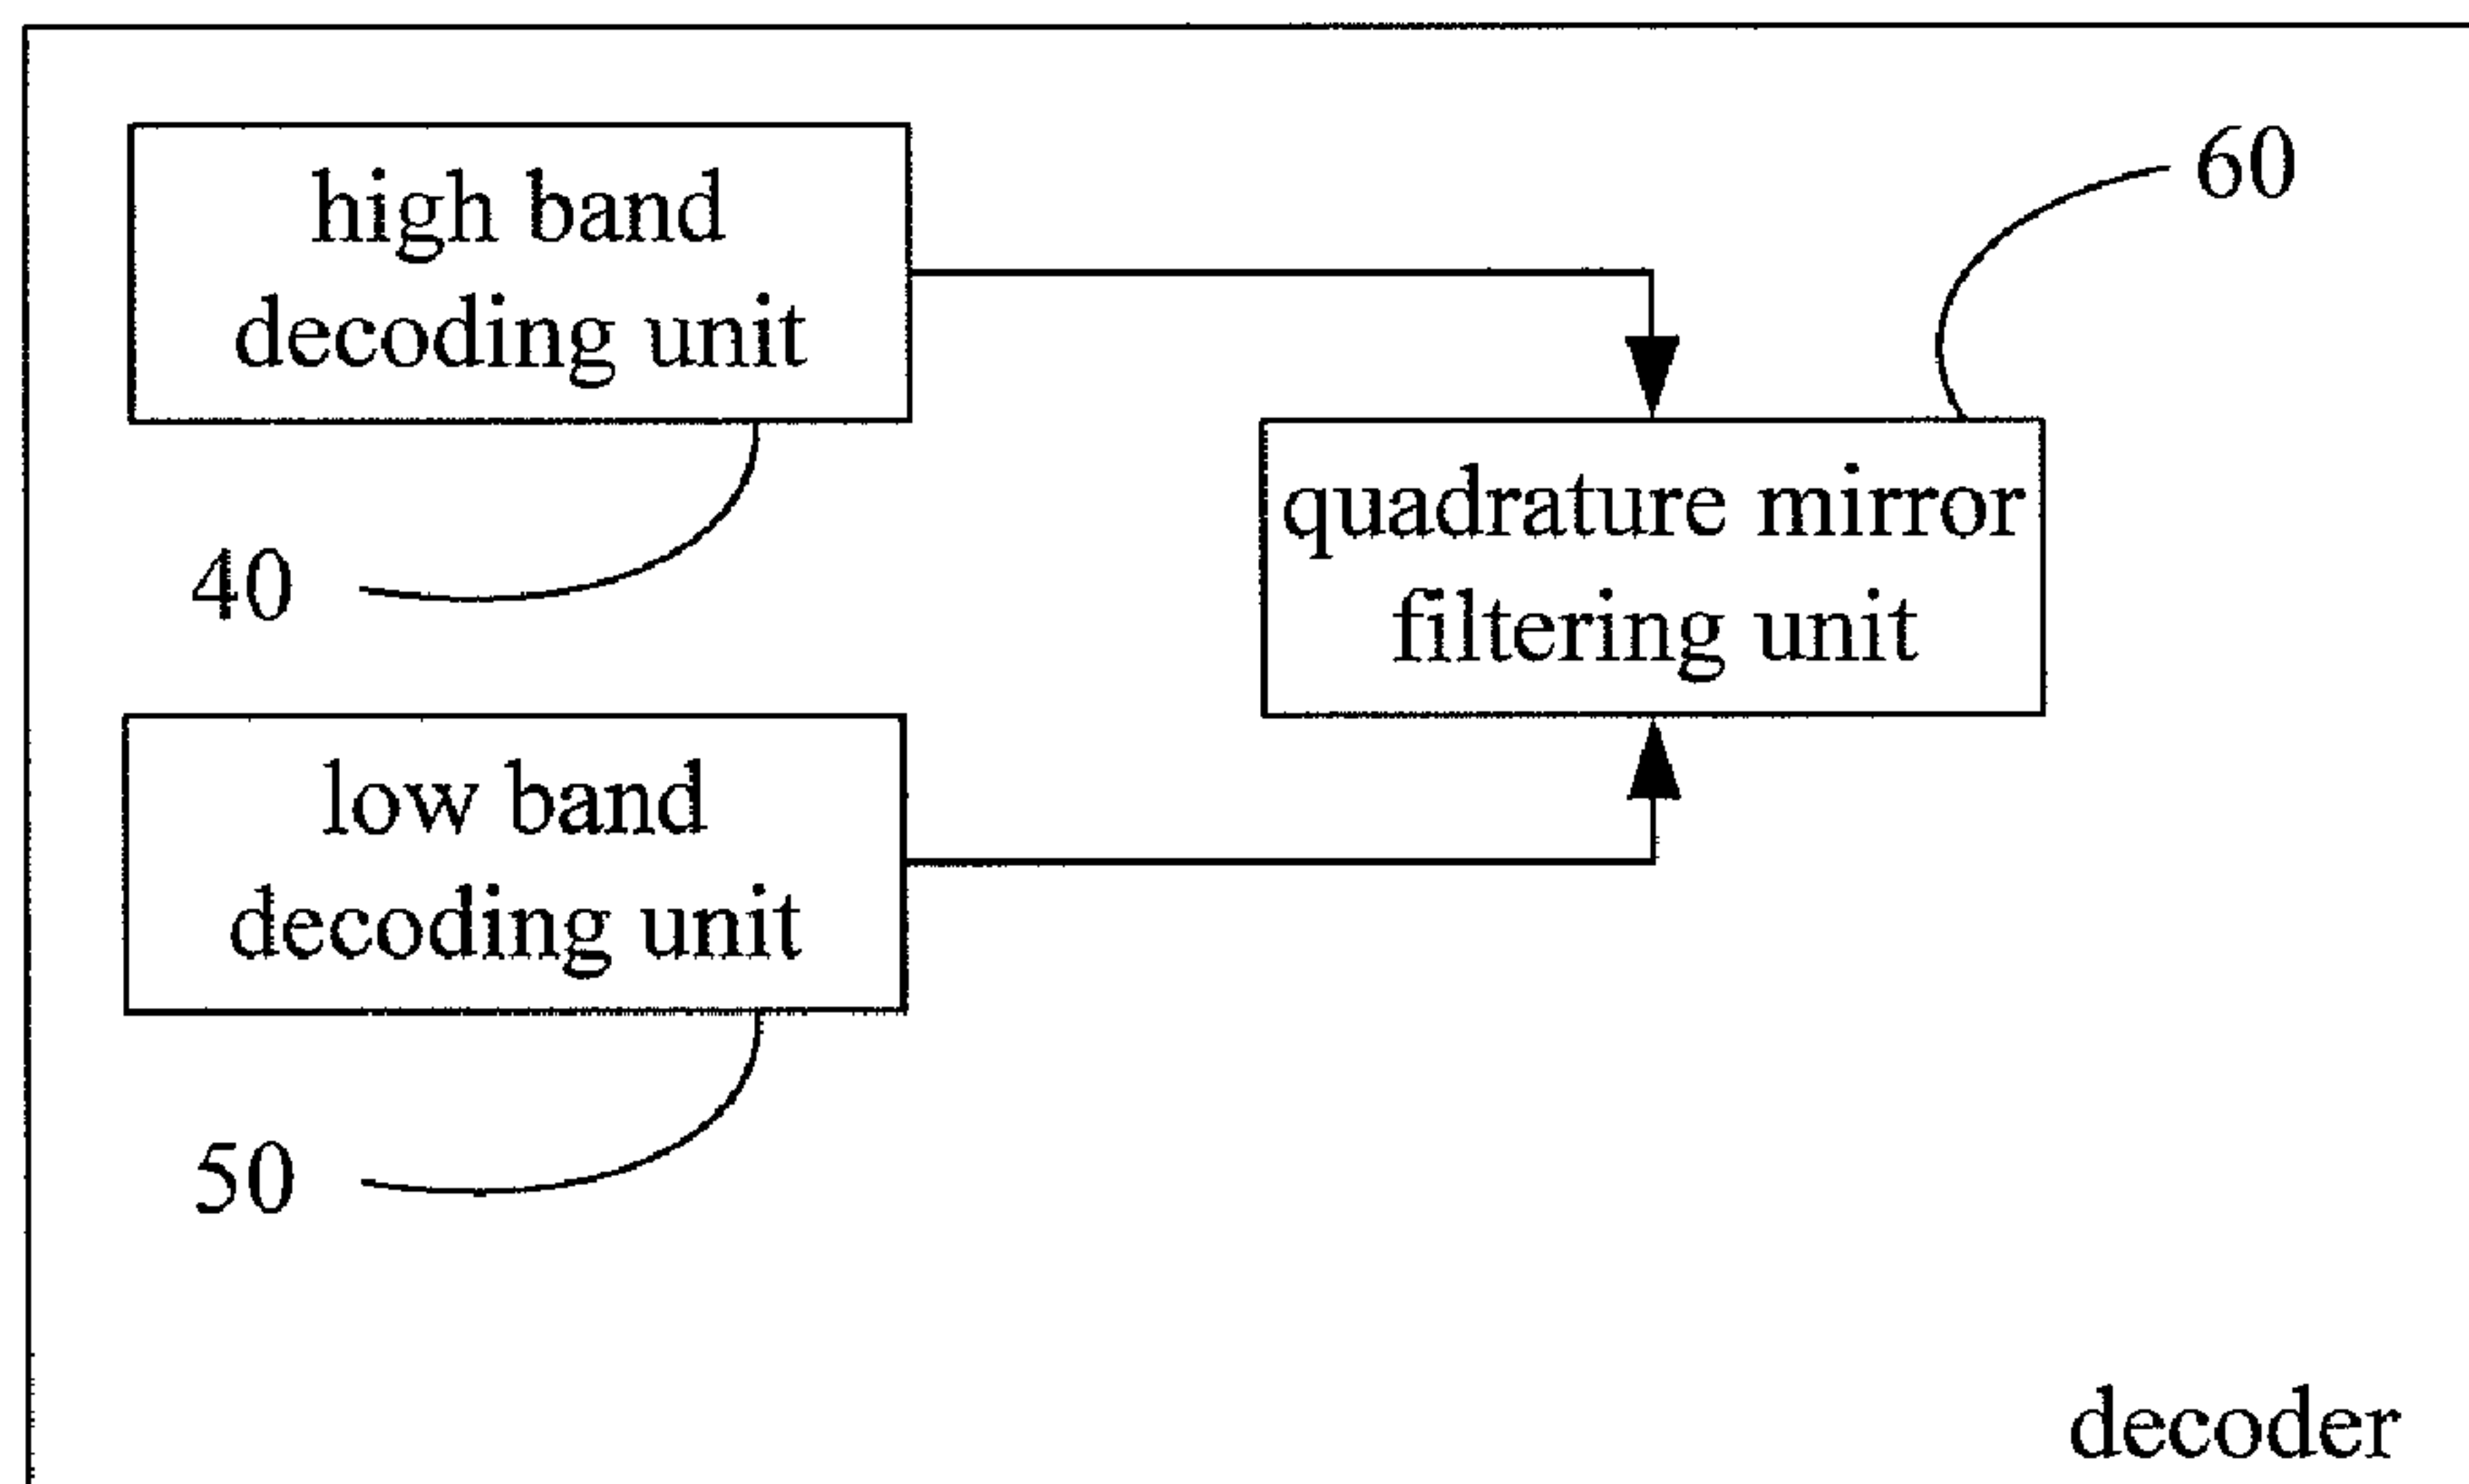 high band
decoding unit
60
quadrature mirror
filtering unit
40
low band
decoding unit
50
decoder